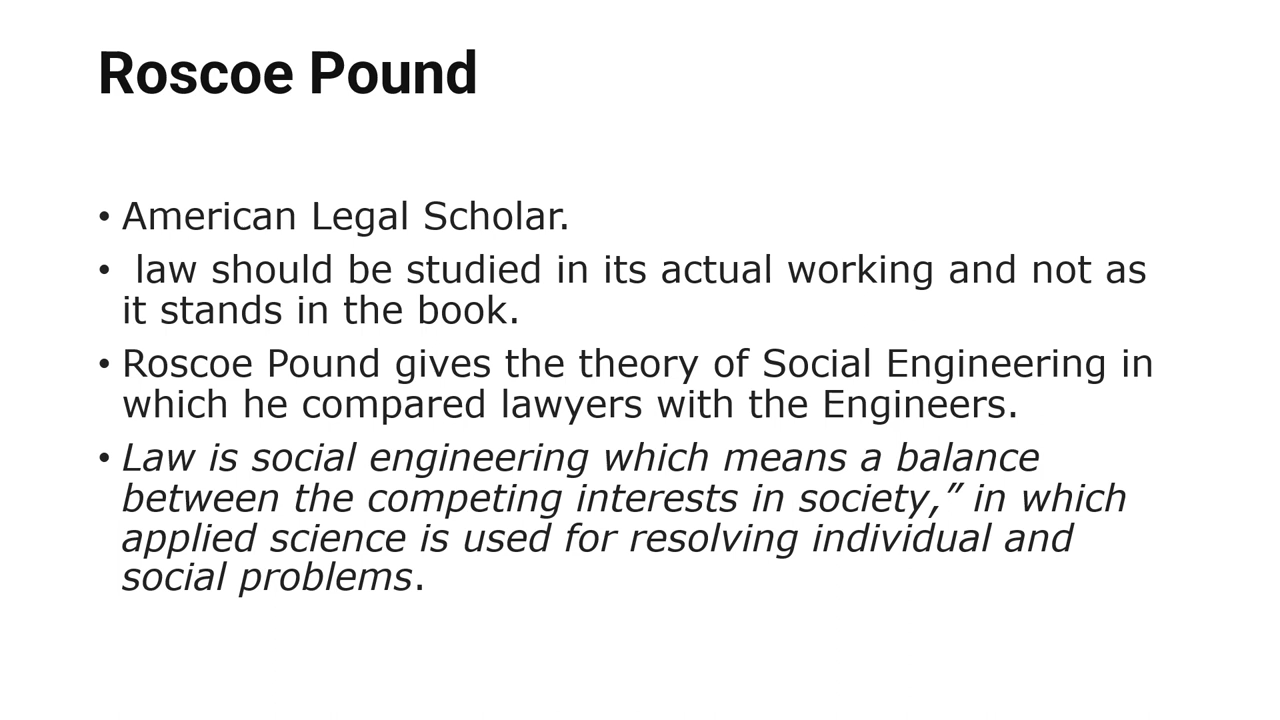 Roscoe Pound
• American Legal Scholar.
•  law should be studied in its actual working and not as
it stands in the book.
• Roscoe Pound gives the theory of Social Engineering in
which he compared lawyers with the Engineers.
• Law is social engineering which means a balance
between the competing interests in society,” in which
applied science is used for resolving individual and
social problems.